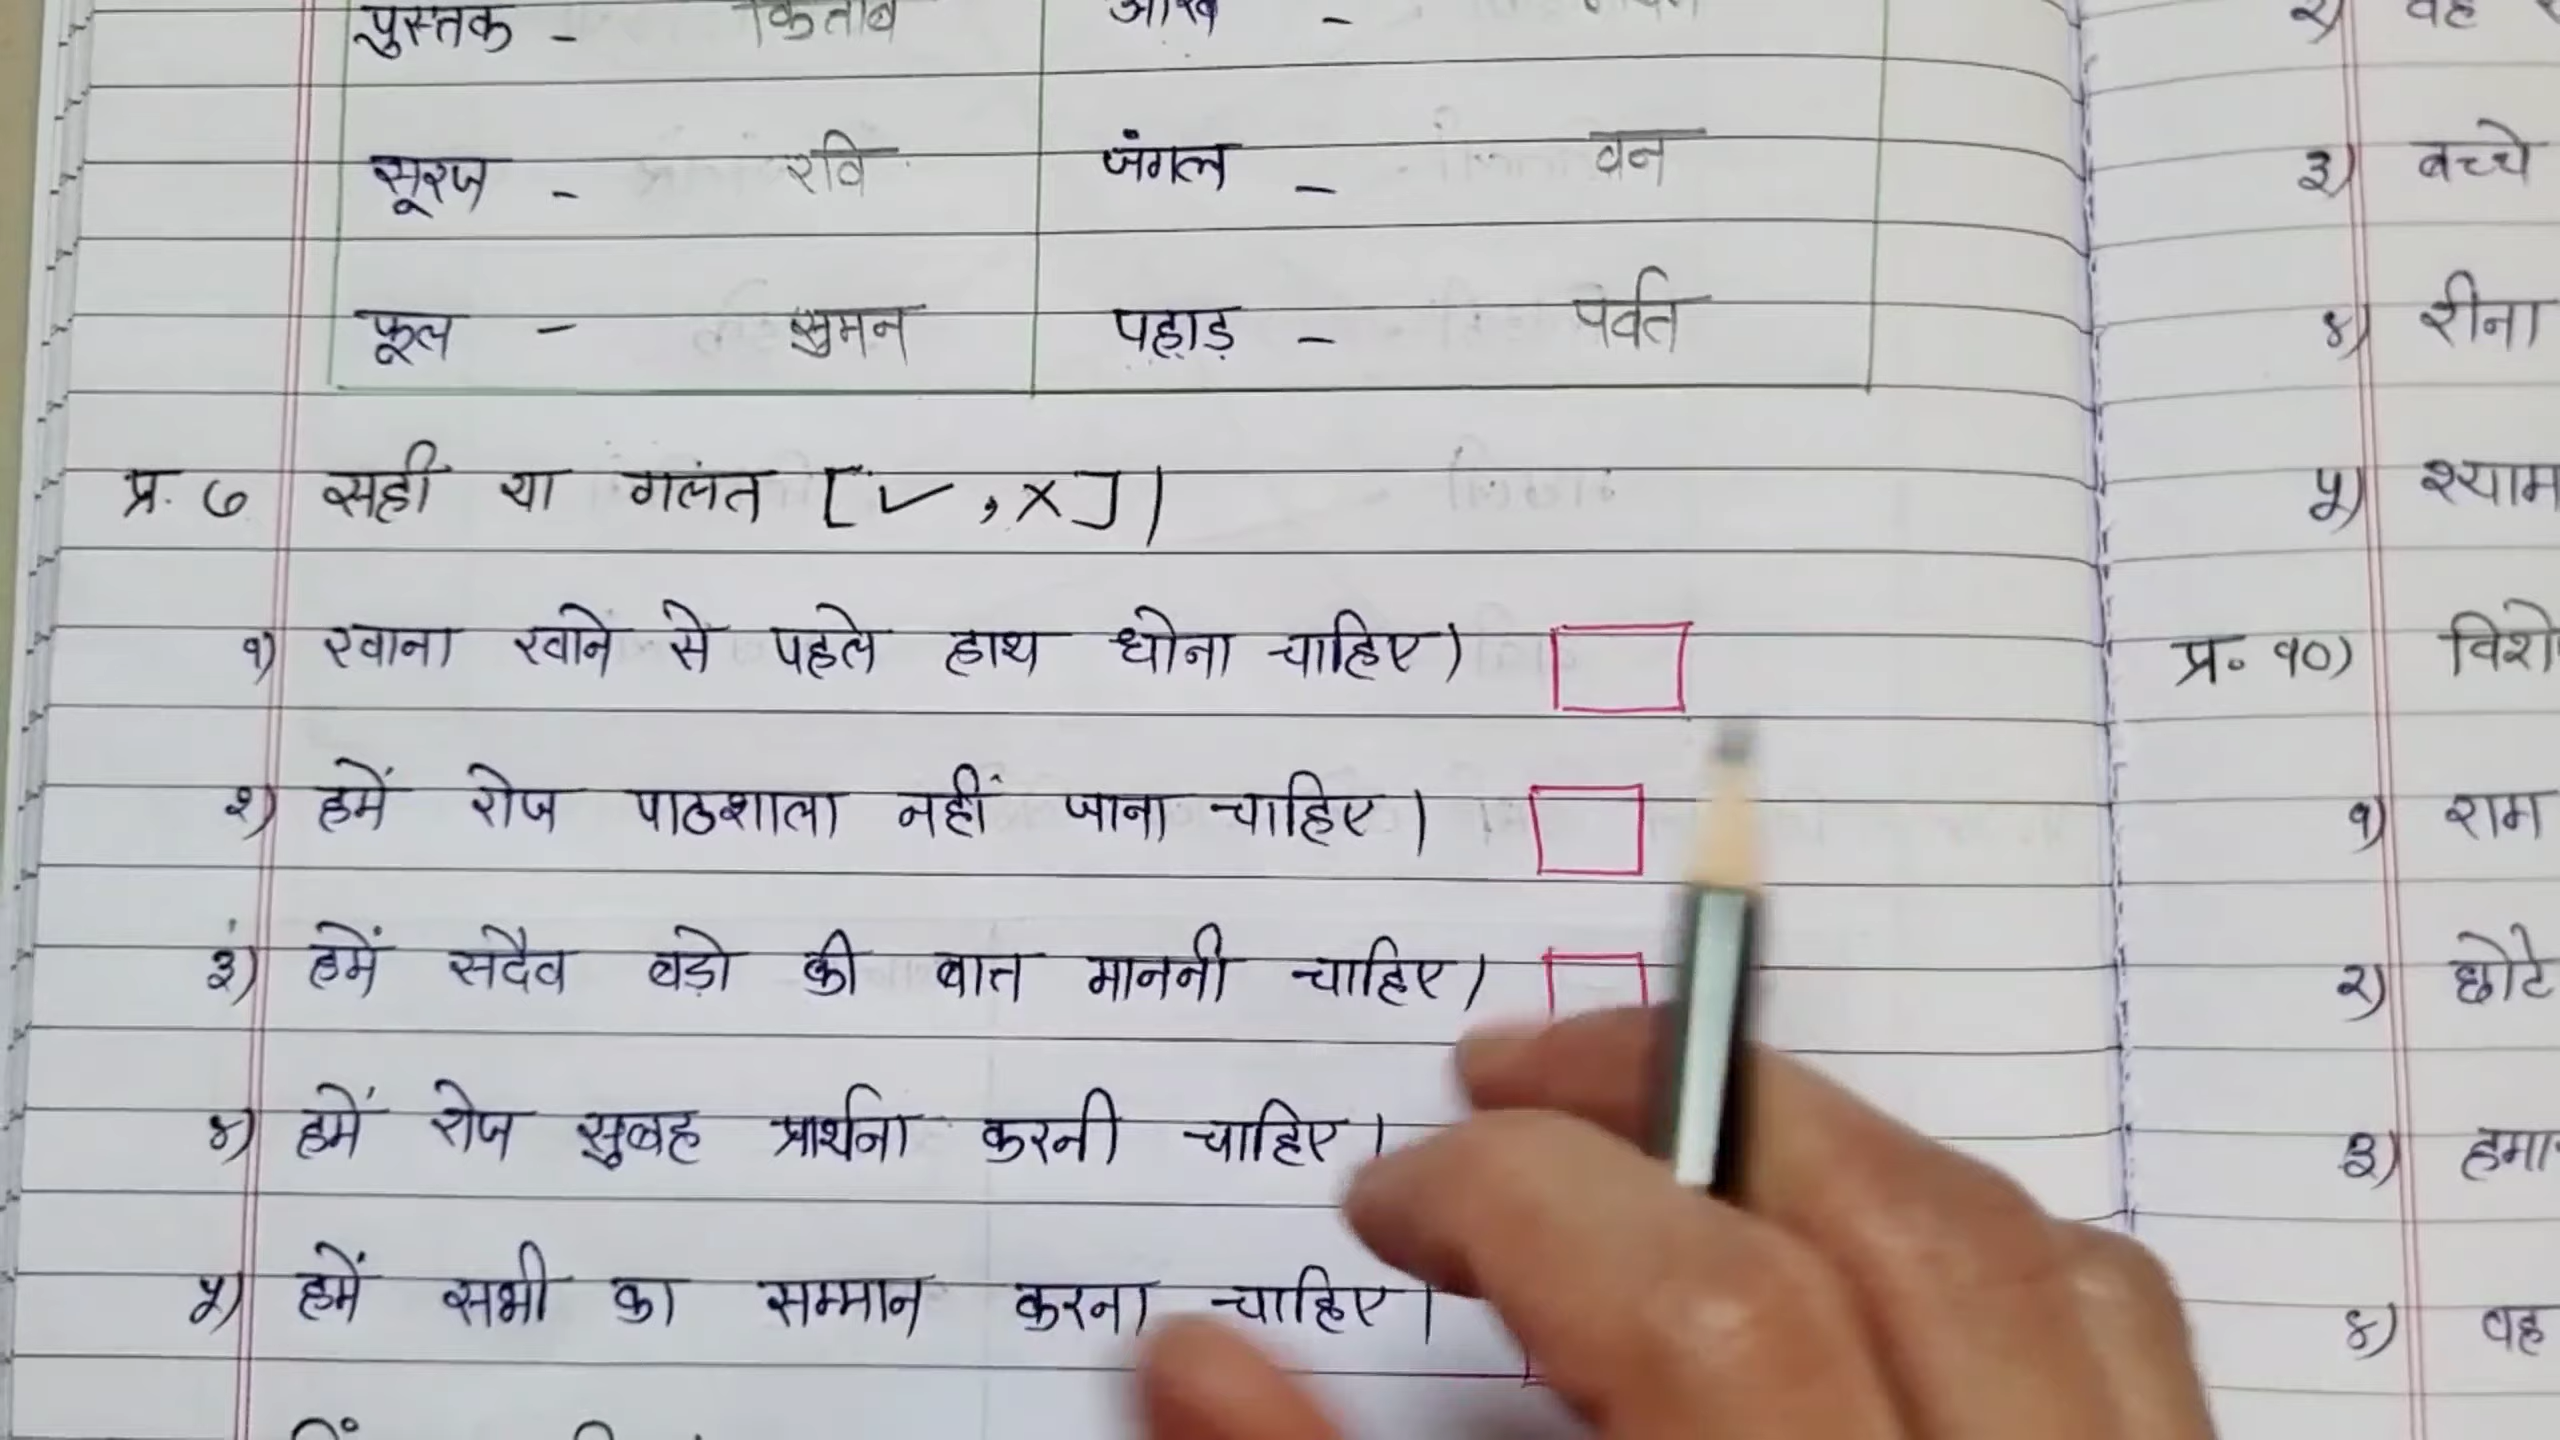 पुस्तक - किताब आँख -
सूरज - रवि जंगल - वन
फूल - सुमन पहाड़ - पर्वत
प्र. ७ सही या गलत [✓,x]|
१) खाना खाने से पहले हाथ धोना चाहिए।
२) हमें रोज पाठशाला नहीं जाना चाहिए।
३) हमें सदैव बड़ो की बात माननी चाहिए।
४) हमें रोज सुबह प्रार्थना करनी चाहिए।
५) हमें सभी का सम्मान करना चाहिए।
२) वह
३) बच्चे
४) रीना
५) श्याम
प्र. १०)
१) राम
२) छोटे
३)
४) वह